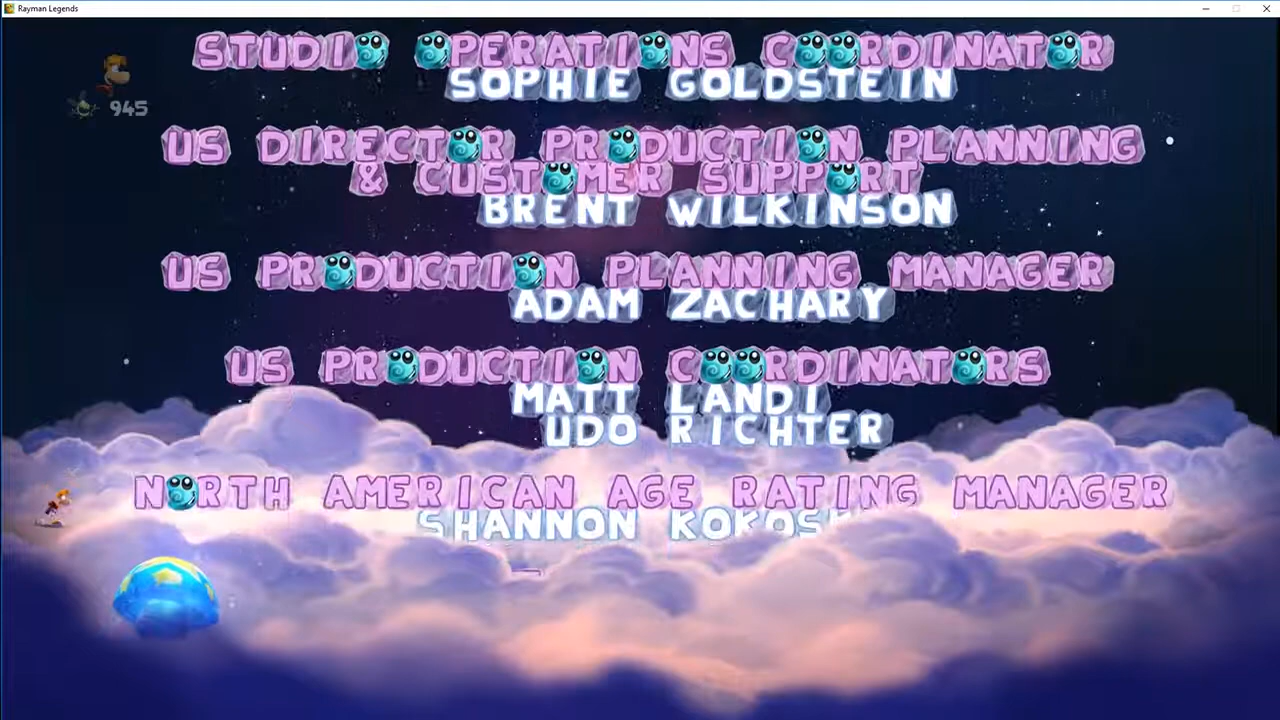 Rayman Legends
STUDIO OPERATIONS COORDINATOR
SOPHIE GOLDSTEIN
945
US DIRECTOR PRODUCTION PLANNING
& CUSTOMER SUPPORT
BRENT WILKINSON
US PRODUCTION PLANNING MANAGER
ADAM ZACHARY
US PRODUCTION COORDINATORS
MATT LANDI
UDO RICHTER
NORTH AMERICAN AGE RATING MANAGER
SHANNON